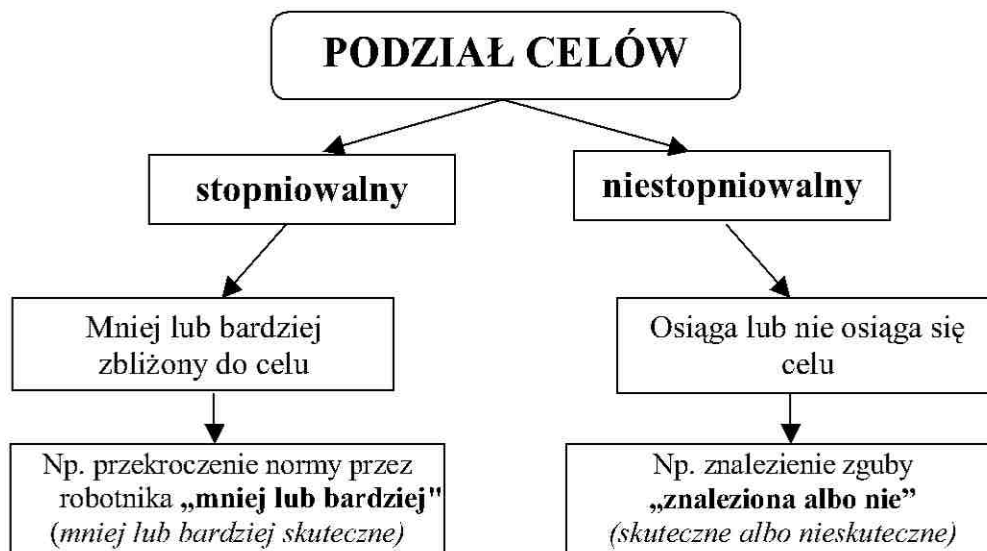 PODZIAŁ CELÓW
stopniowalny
niestopniowalny
Mniej lub bardziej
zbliżony do celu
Osiąga lub nie osiąga się
celu
Np. przekroczenie normy przez
robotnika „mniej lub bardziej"
(mniej lub bardziej skuteczne)
Np. znalezienie zguby
„znaleziona albo nie”
(skuteczne albo nieskuteczne)